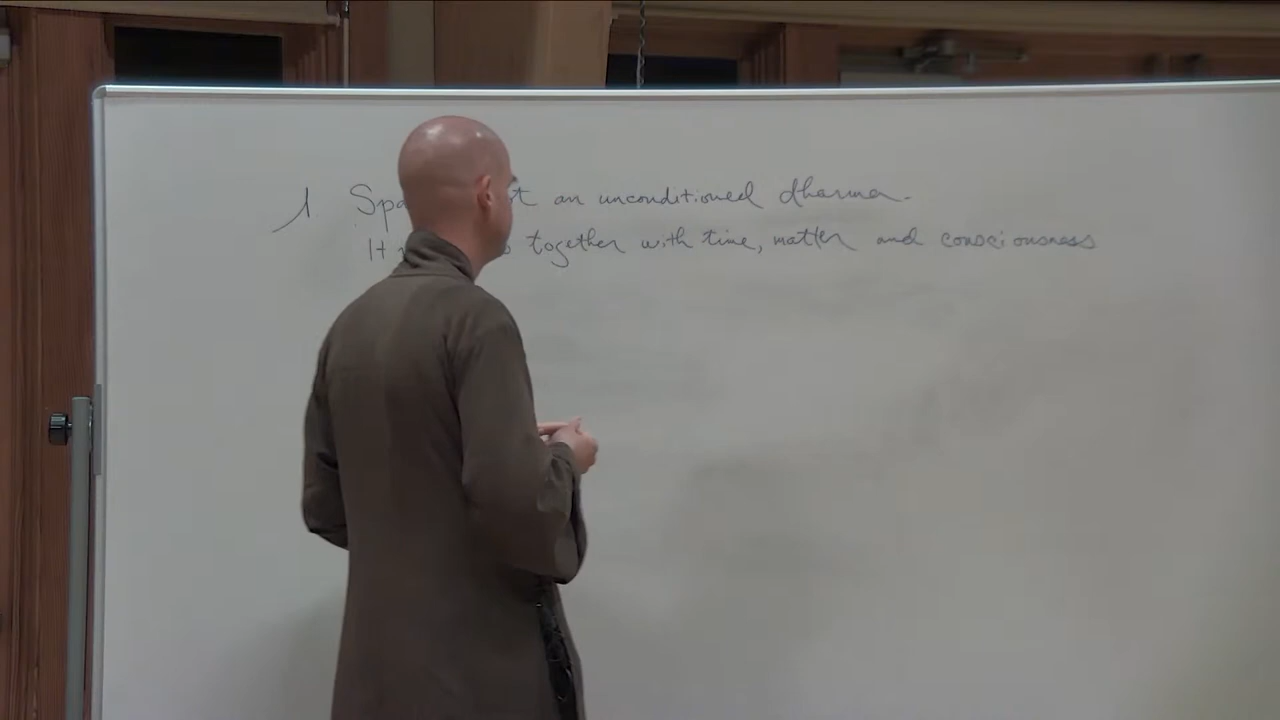 1 Spa t an unconditioned dharma.
It together with time, matter and consciousness